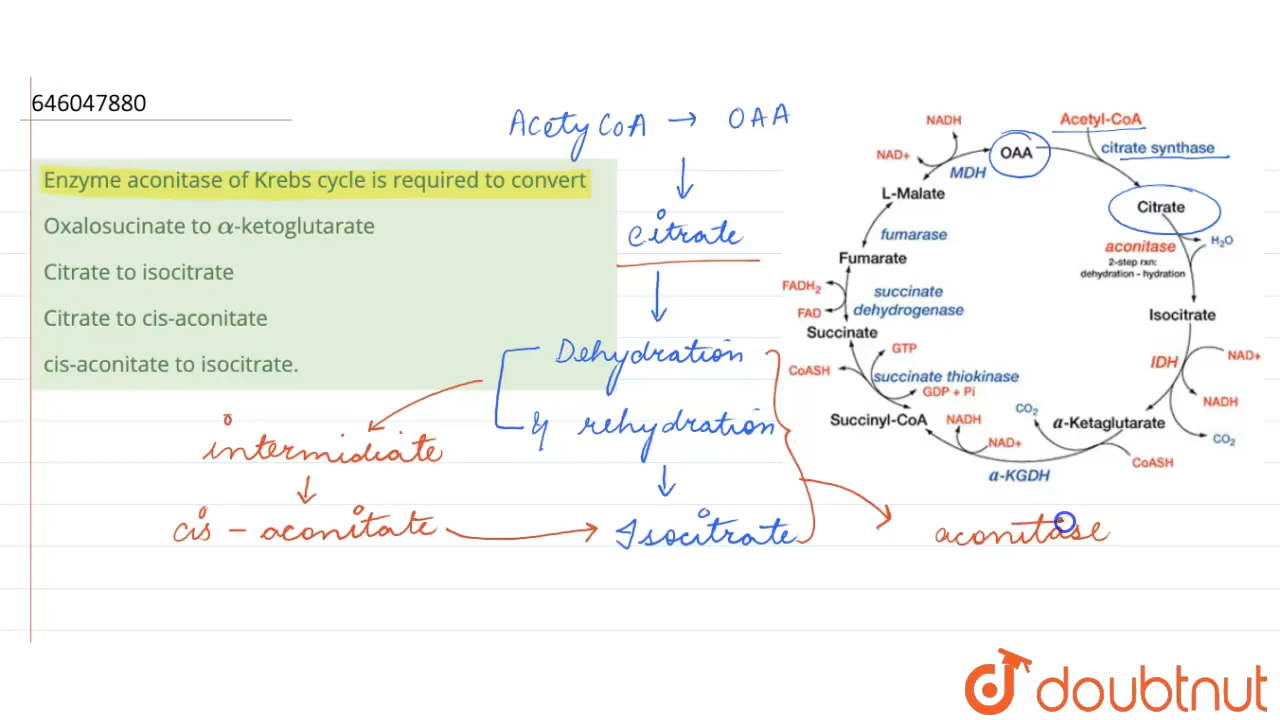 646047880
Enzyme aconitase of Krebs cycle is required to convert
Oxalosucinate to α-ketoglutarate
Citrate to isocitrate
Citrate to cis-aconitate
cis-aconitate to isocitrate.
Acety CoA → OAA
citrate
Dehydration
& rehydration
intermidiate
cis - aconitate
Isocitrate
aconitase
NADH
Acetyl-CoA
NAD+
OAA
citrate synthase
MDH
L-Malate
Citrate
fumarase
H₂O
aconitase
2-step rxn:
dehydration - hydration
Fumarate
FADH₂
succinate
dehydrogenase
FAD
Isocitrate
Succinate
GTP
IDH
NAD+
CoASH
succinate thiokinase
GDP + Pi
NADH
CO₂
Succinyl-CoA
NADH
α-Ketaglutarate
NAD+
CO₂
CoASH
α-KGDH
doubtnut